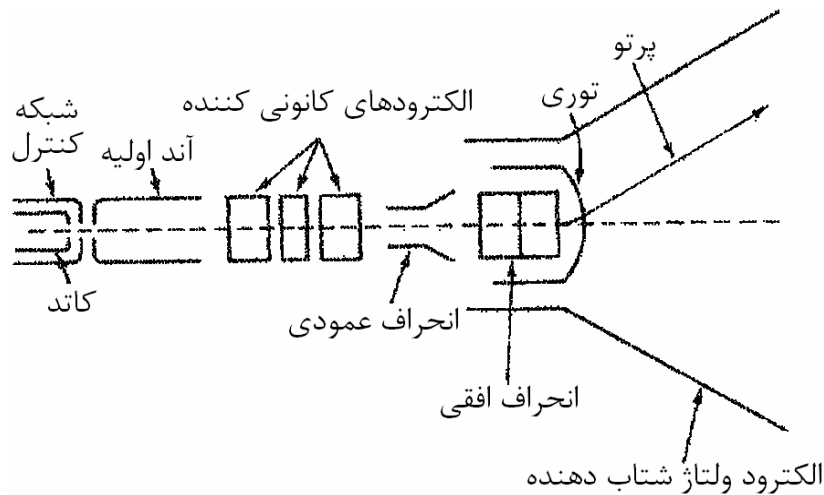 پرتو
توری
الکترودهای کانونی کننده
شبکه
کنترل
آند اولیه
کاتد
انحراف عمودی
انحراف افقی
الکترود ولتاژ شتاب دهنده